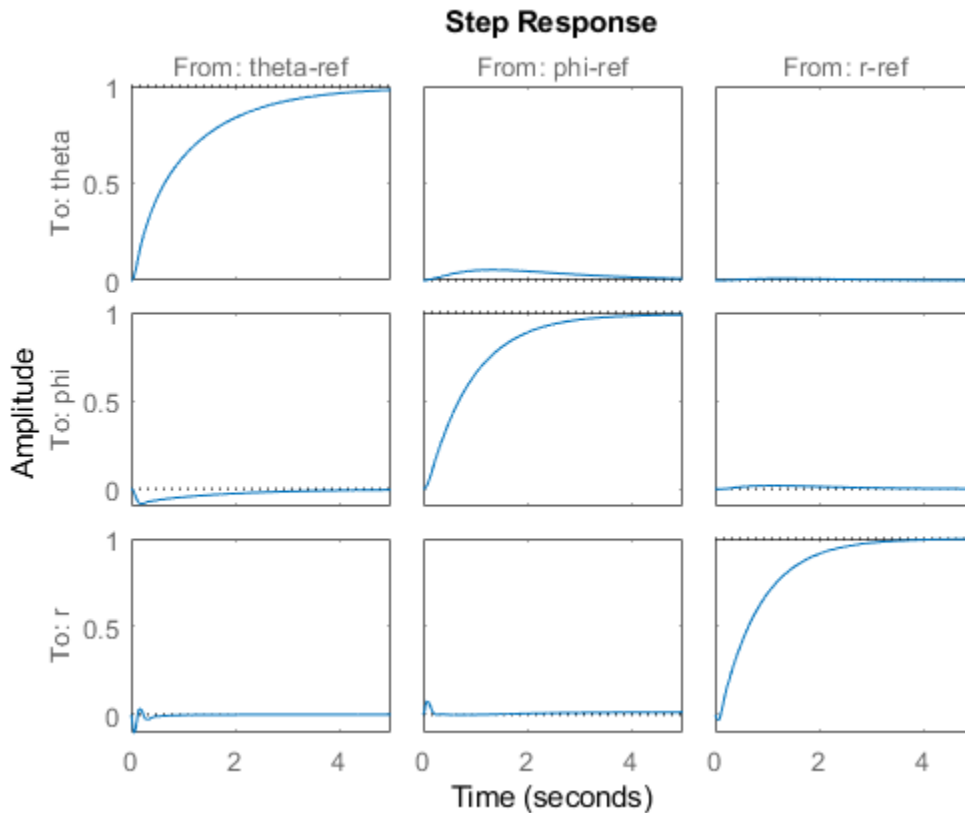 Step Response
From: theta-ref
From: phi-ref
From: r-ref
Amplitude
To: theta
1
0.5
0
To: phi
1
0.5
0
To: r
1
0.5
0
0 2 4
0 2 4
0 2 4
Time (seconds)